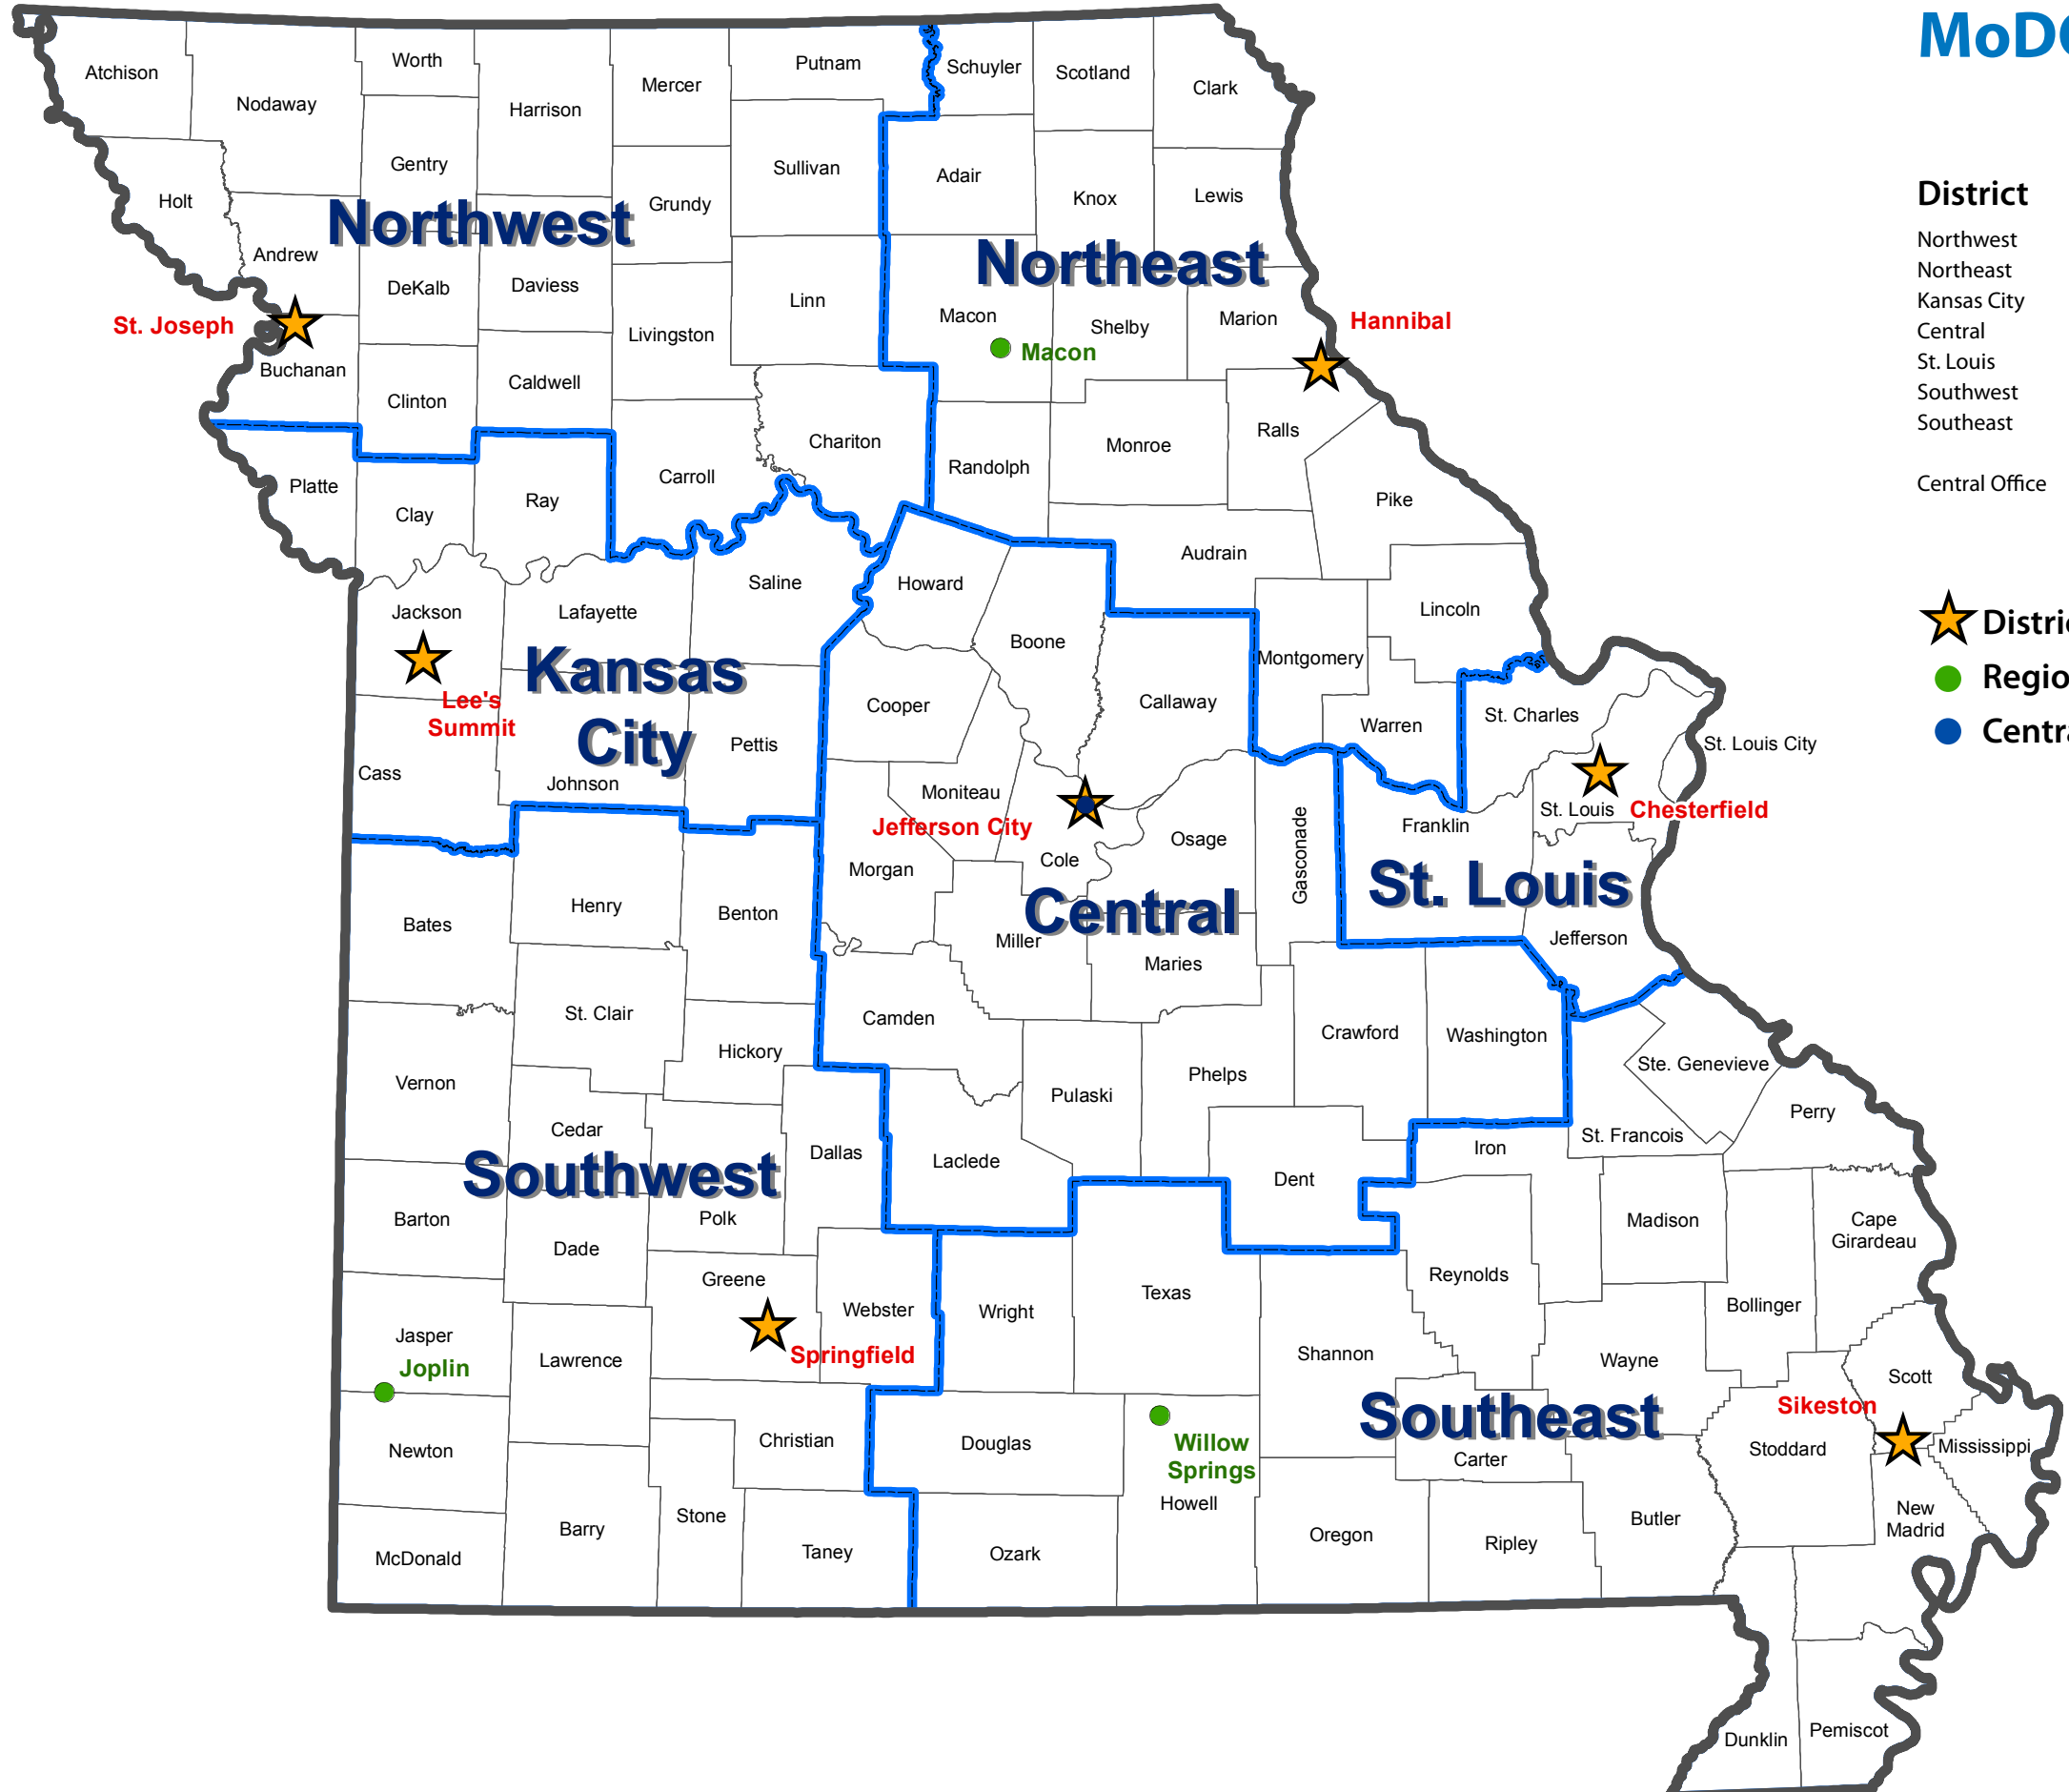 MoDO
Atchison
Nodaway
Worth
Harrison
Mercer
Putnam
Schuyler
Scotland
Clark
Gentry
Sullivan
Adair
Knox
Lewis
Holt
Grundy
Northwest
Andrew
Northeast
DeKalb
Daviess
Linn
Livingston
Macon
Shelby
Marion
St. Joseph
Hannibal
Macon
Buchanan
Clinton
Caldwell
Chariton
Carroll
Randolph
Monroe
Ralls
Pike
Platte
Clay
Ray
Audrain
Saline
Howard
Lincoln
Jackson
Lafayette
Boone
Montgomery
Kansas
City
Lee's
Summit
Cooper
Callaway
Warren
St. Charles
St. Louis City
Cass
Johnson
Pettis
Moniteau
Jefferson City
St. Louis
Chesterfield
Franklin
Osage
Gasconade
Cole
Morgan
St. Louis
Central
Henry
Benton
Bates
Miller
Jefferson
Maries
St. Clair
Camden
Crawford
Washington
Hickory
Vernon
Pulaski
Phelps
Ste. Genevieve
Perry
Cedar
Dallas
St. Francois
Iron
Southwest
Laclede
Dent
Barton
Polk
Dade
Madison
Cape
Girardeau
Greene
Reynolds
Texas
Webster
Wright
Bollinger
Jasper
Joplin
Lawrence
Springfield
Shannon
Wayne
Scott
Southeast
Sikeston
Newton
Christian
Douglas
Willow
Springs
Carter
Stoddard
Mississippi
Howell
Stone
Barry
McDonald
Taney
Ozark
Oregon
Ripley
Butler
New
Madrid
Dunklin
Pemiscot
District
Northwest
Northeast
Kansas City
Central
St. Louis
Southwest
Southeast
Central Office
Distri
Regio
Centra